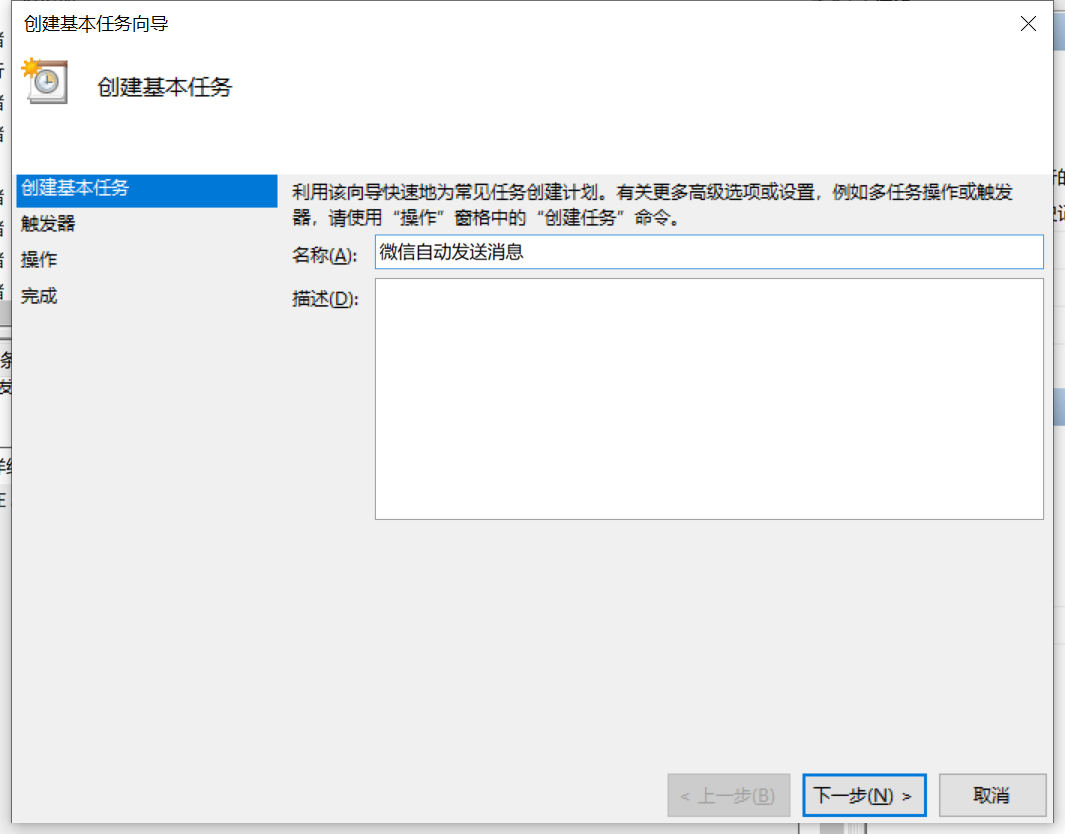 创建基本任务向导
创建基本任务
创建基本任务
触发器
操作
完成
利用该向导快速地为常见任务创建计划。有关更多高级选项或设置，例如多任务操作或触发
器，请使用“操作”窗格中的“创建任务”命令。
名称(A):
微信自动发送消息
描述(D):
< 上一步(B)
下一步(N) >
取消